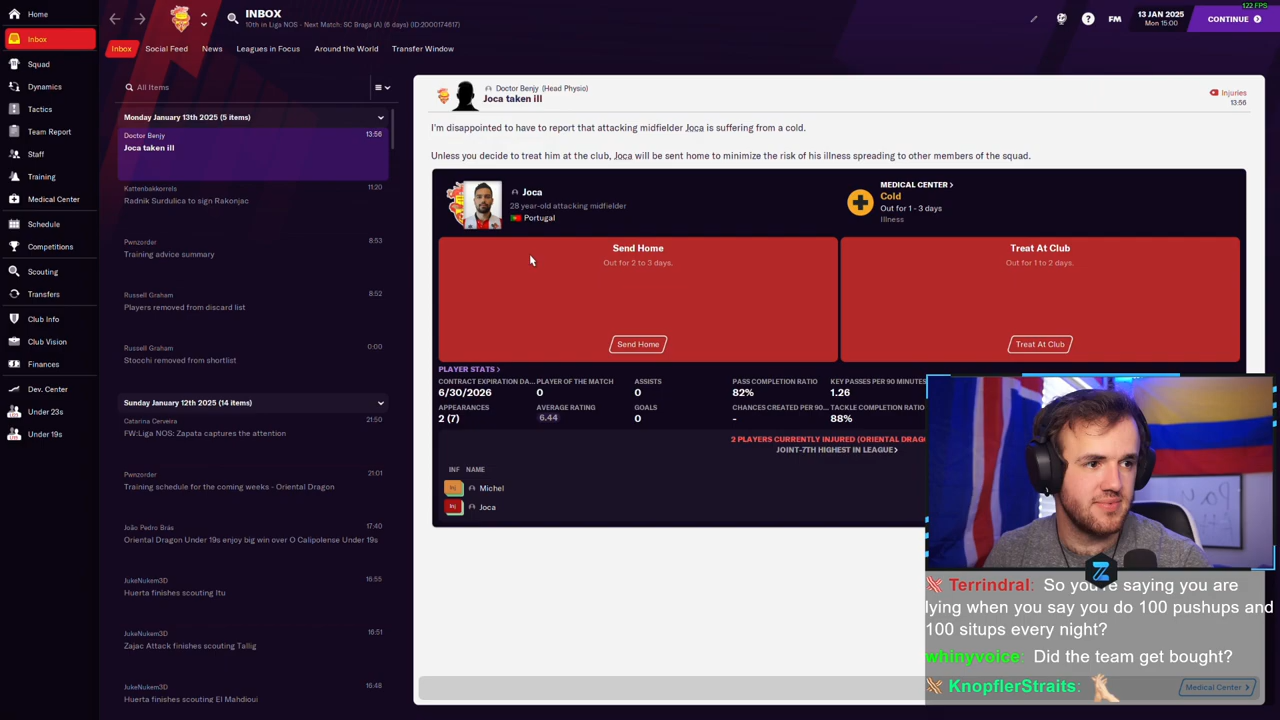 122 FPS
Home
Inbox
Squad
Dynamics
Tactics
Team Report
Staff
Training
Medical Center
Schedule
Competitions
Scouting
Transfers
Club Info
Club Vision
Finances
Dev. Center
Under 23s
Under 19s
INBOX
10th in Liga NOS - Next Match: SC Braga (A) (6 days) (ID:2000174617)
FM
13 JAN 2025
Mon 15:00
CONTINUE
Inbox
Social Feed
News
Leagues in Focus
Around the World
Transfer Window
All Items
Monday January 13th 2025 (5 items)
Doctor Benjy 13:56
Joca taken ill
Kattenbakkorrels 11:20
Radnik Surdulica to sign Rakonjac
Pwnzorder 8:53
Training advice summary
Russell Graham 8:52
Players removed from discard list
Russell Graham 0:00
Stocchi removed from shortlist
Sunday January 12th 2025 (14 items)
Catarina Cerveira 21:50
FW:Liga NOS: Zapata captures the attention
Pwnzorder 21:01
Training schedule for the coming weeks - Oriental Dragon
João Pedro Brás 17:40
Oriental Dragon Under 19s enjoy big win over O Calipolense Under 19s
JukeNukem3D 16:55
Huerta finishes scouting Itu
JukeNukem3D 16:51
Zajac Attack finishes scouting Tallig
JukeNukem3D 16:48
Huerta finishes scouting El Mahdioui
Doctor Benjy (Head Physio)
Joca taken ill
Injuries
13:56
I'm disappointed to have to report that attacking midfielder Joca is suffering from a cold.
Unless you decide to treat him at the club, Joca will be sent home to minimize the risk of his illness spreading to other members of the squad.
Joca
28 year-old attacking midfielder
Portugal
MEDICAL CENTER >
Cold
Out for 1 - 3 days
Illness
Send Home
Out for 2 to 3 days.
Send Home
Treat At Club
Out for 1 to 2 days.
Treat At Club
PLAYER STATS >
CONTRACT EXPIRATION DA... PLAYER OF THE MATCH ASSISTS PASS COMPLETION RATIO KEY PASSES PER 90 MINUTES
6/30/2026 0 0 82% 1.26
APPEARANCES AVERAGE RATING GOALS CHANCES CREATED PER 90... TACKLE COMPLETION RATIO
2 (7) 6.44 0 - 88%
2 PLAYERS CURRENTLY INJURED (ORIENTAL DRAGO
JOINT-7TH HIGHEST IN LEAGUE >
INF NAME
Inj Michel
Inj Joca
Terrindral: So you're saying you are
lying when you say you do 100 pushups and
100 situps every night?
whinyvoice: Did the team get bought?
KnopflerStraits:
Medical Center >